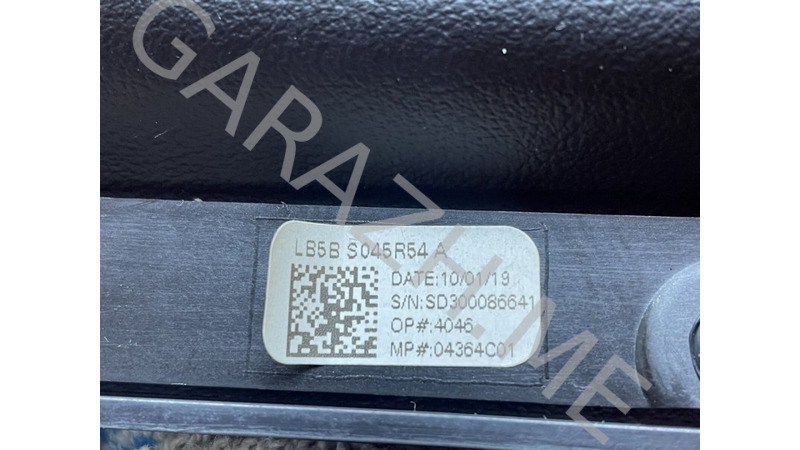 GARAZH.ME
LB5B S045R54 A
DATE:10/01/19
S/N:SD300086641
OP#:4046
MP#:04364C01